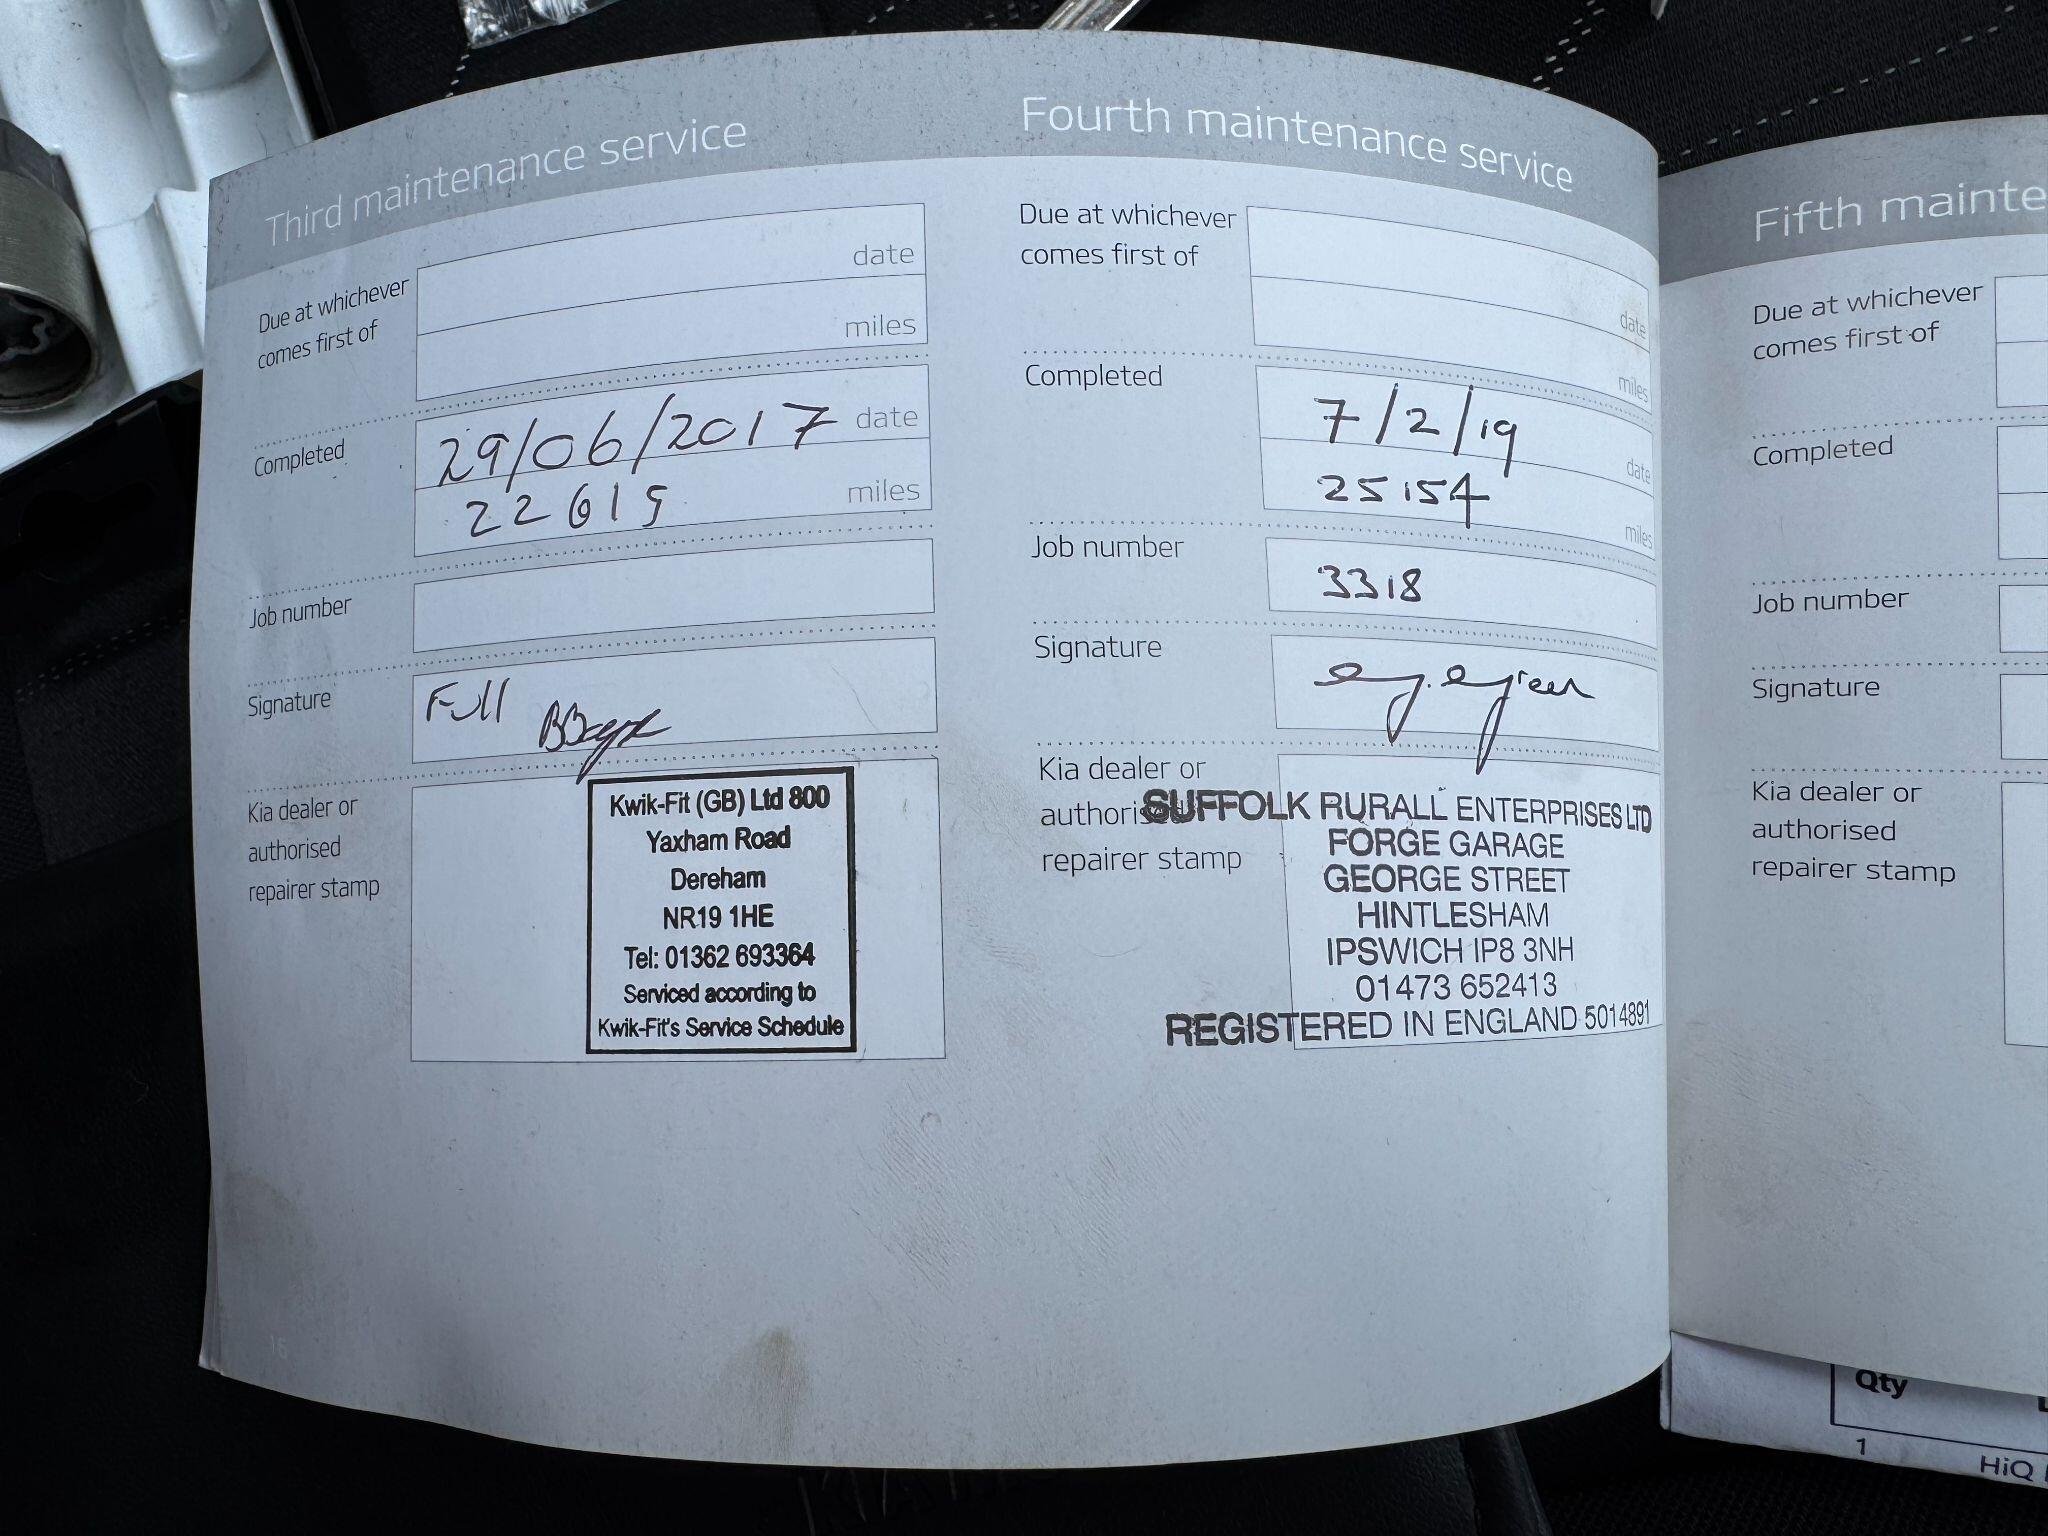 Third maintenance service
Due at whichever
comes first of
date
miles
Completed
29/06/2017 date
22615 miles
Job number
Signature
Full
Kia dealer or
authorised
repairer stamp
Kwik-Fit (GB) Ltd 800
Yaxham Road
Dereham
NR19 1HE
Tel: 01362 693364
Serviced according to
Kwik-Fit's Service Schedule
16
Fourth maintenance service
Due at whichever
comes first of
date
miles
Completed
7/2/19 date
25154 miles
Job number
3318
Signature
Kia dealer or
authorised
repairer stamp
SUFFOLK RURALL ENTERPRISES LTD
FORGE GARAGE
GEORGE STREET
HINTLESHAM
IPSWICH IP8 3NH
01473 652413
REGISTERED IN ENGLAND 5014891
Fifth mainte
Due at whichever
comes first of
Completed
Job number
Signature
Kia dealer or
authorised
repairer stamp
Qty
1
HiQ